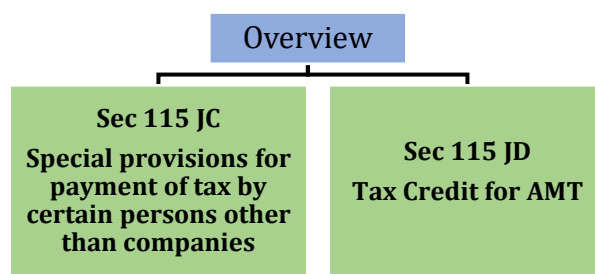 Overview
Sec 115 JC
Special provisions for
payment of tax by
certain persons other
than companies
Sec 115 JD
Tax Credit for AMT